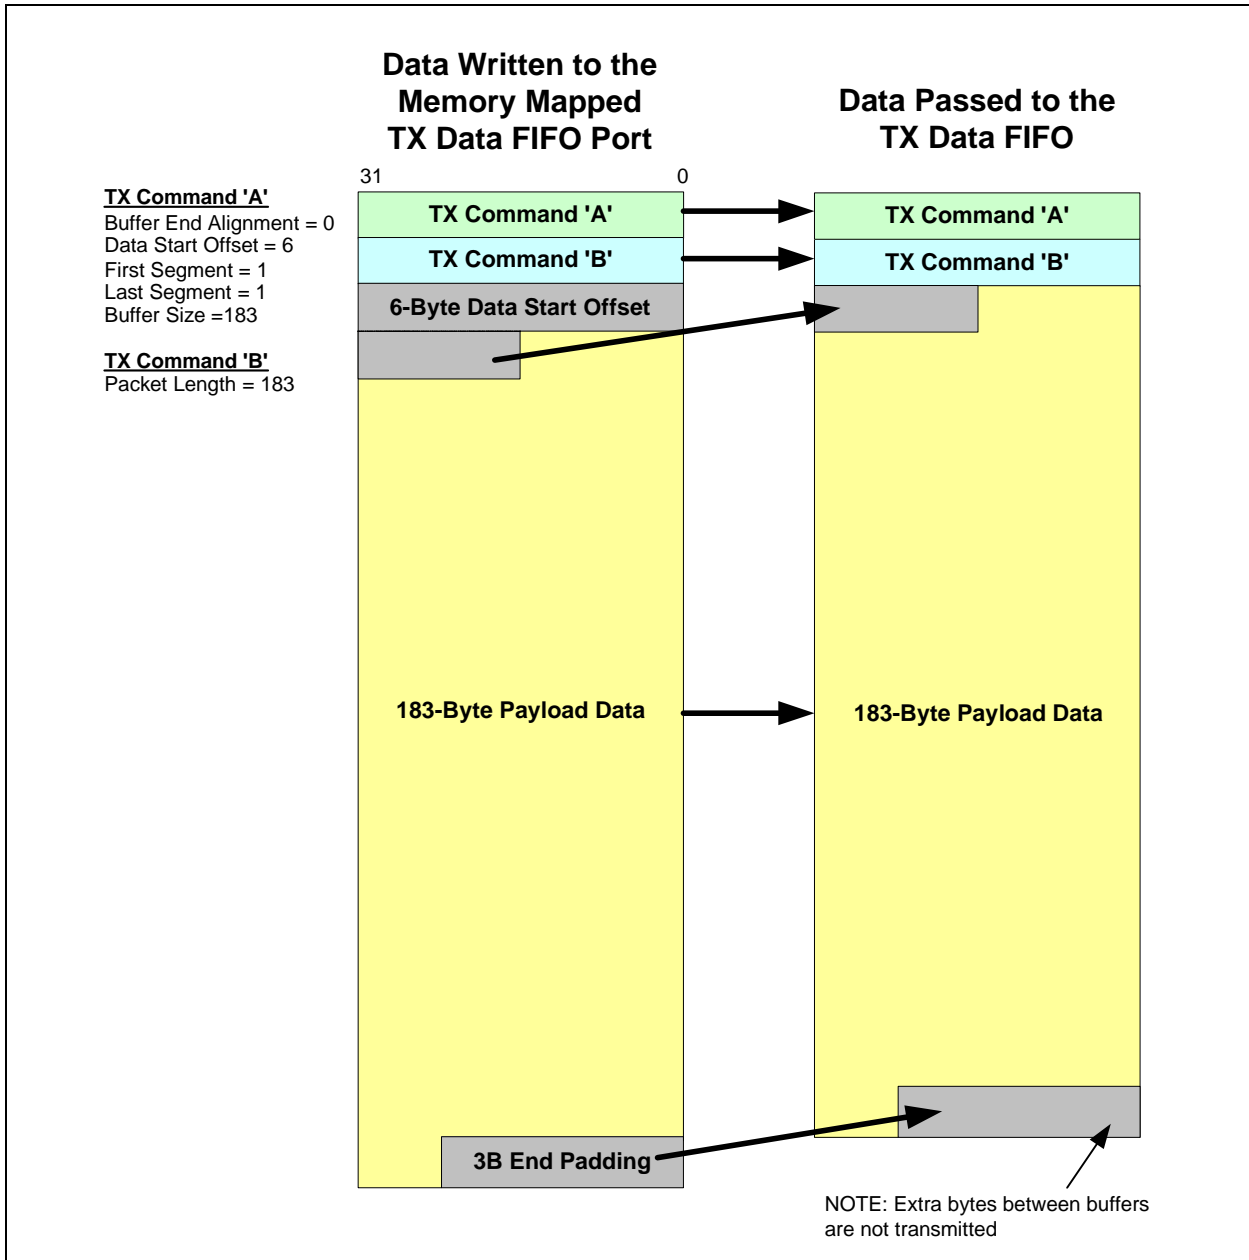 Data Written to the
Memory Mapped
TX Data FIFO Port
Data Passed to the
TX Data FIFO
31
0
TX Command 'A'
Buffer End Alignment = 0
Data Start Offset = 6
First Segment = 1
Last Segment = 1
Buffer Size =183
TX Command 'B'
Packet Length = 183
TX Command 'A'
TX Command 'B'
6-Byte Data Start Offset
183-Byte Payload Data
3B End Padding
TX Command 'A'
TX Command 'B'
183-Byte Payload Data
NOTE: Extra bytes between buffers
are not transmitted